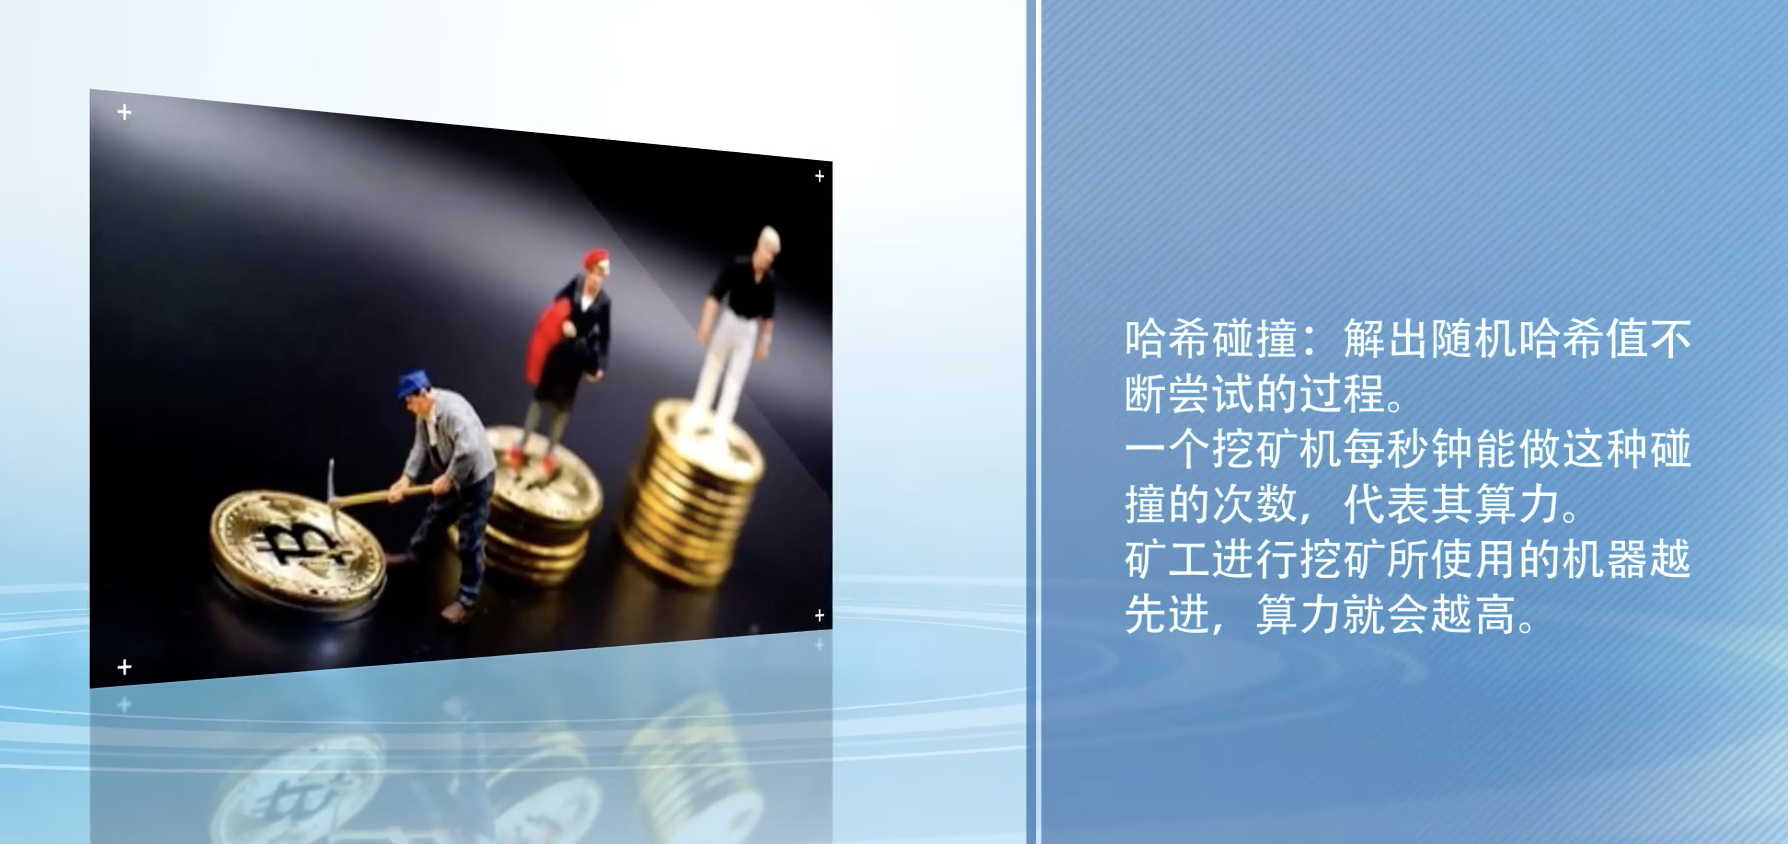 哈希碰撞：解出随机哈希值不
断尝试的过程。
一个挖矿机每秒钟能做这种碰
撞的次数，代表其算力。
矿工进行挖矿所使用的机器越
先进，算力就会越高。